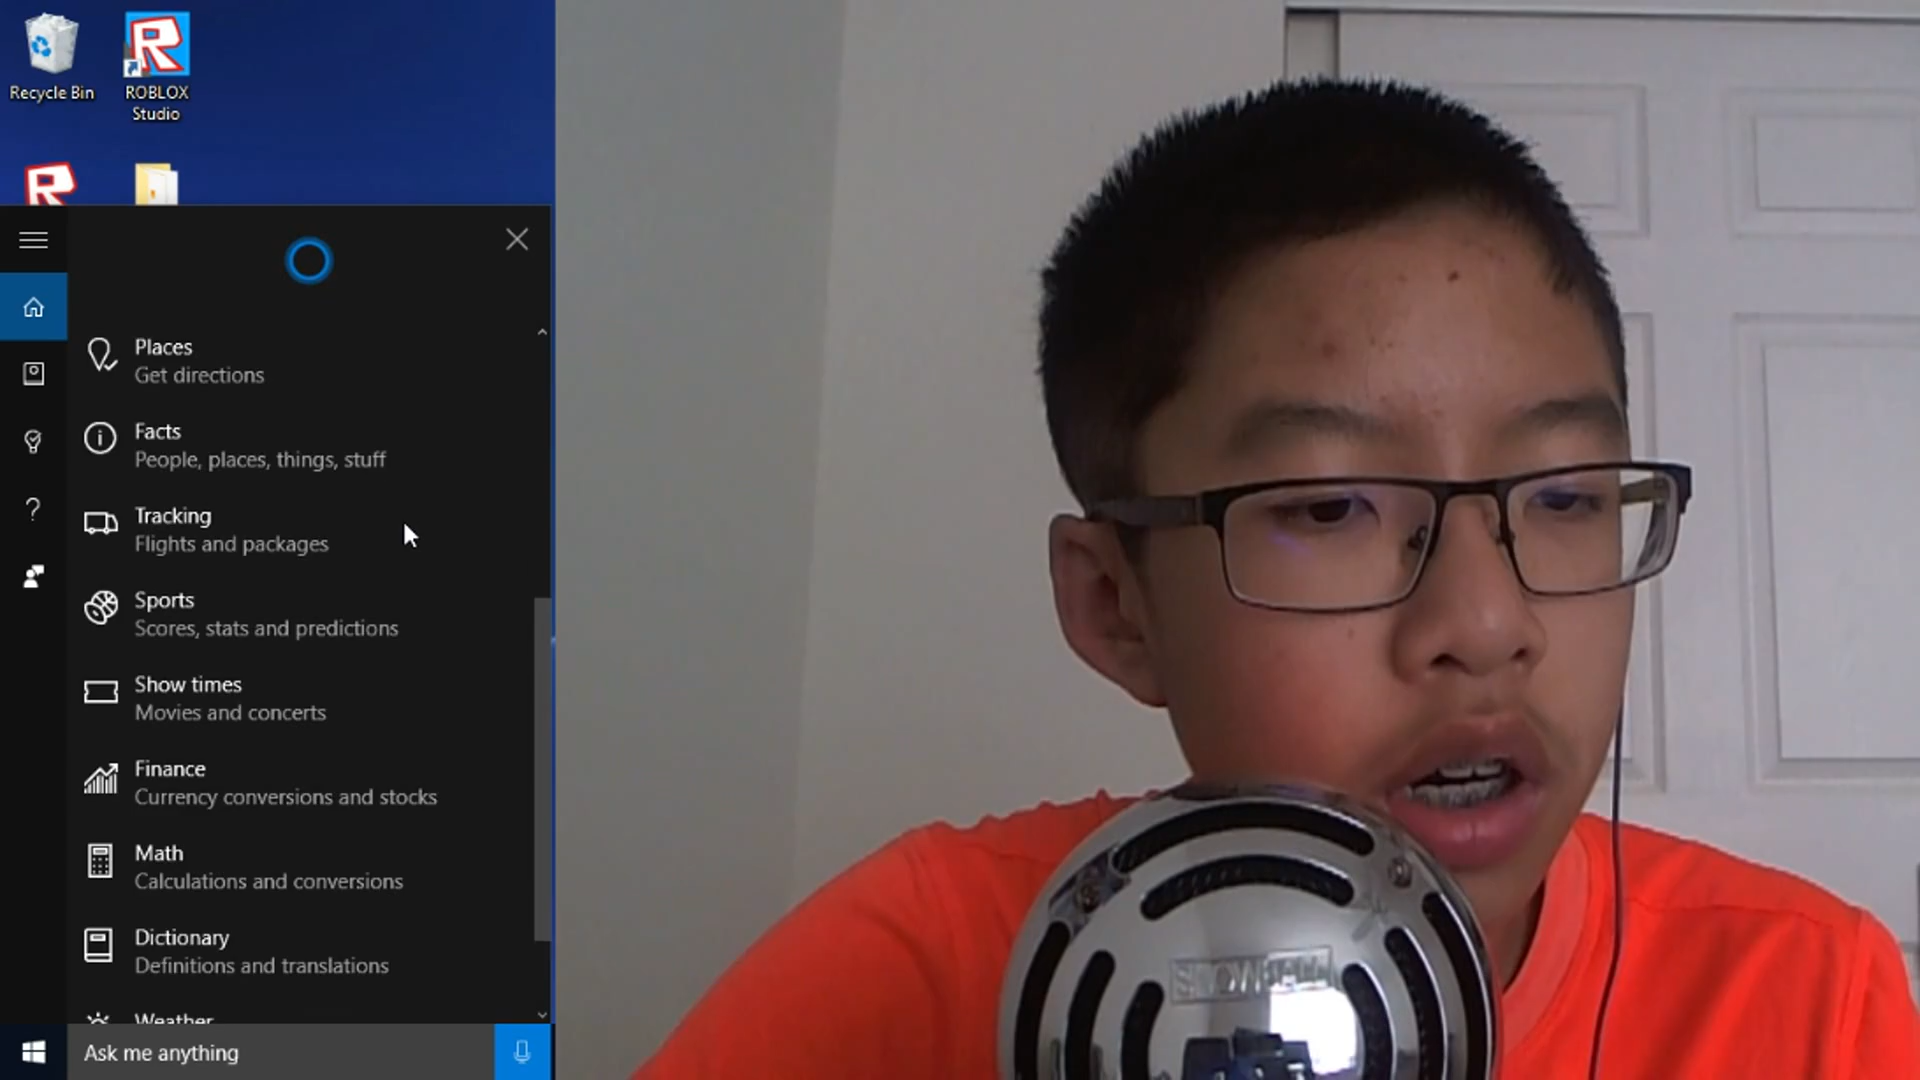 Recycle Bin
ROBLOX
Studio
Places
Get directions
Facts
People, places, things, stuff
Tracking
Flights and packages
Sports
Scores, stats and predictions
Show times
Movies and concerts
Finance
Currency conversions and stocks
Math
Calculations and conversions
Dictionary
Definitions and translations
Weather
Ask me anything
SNOWBALL